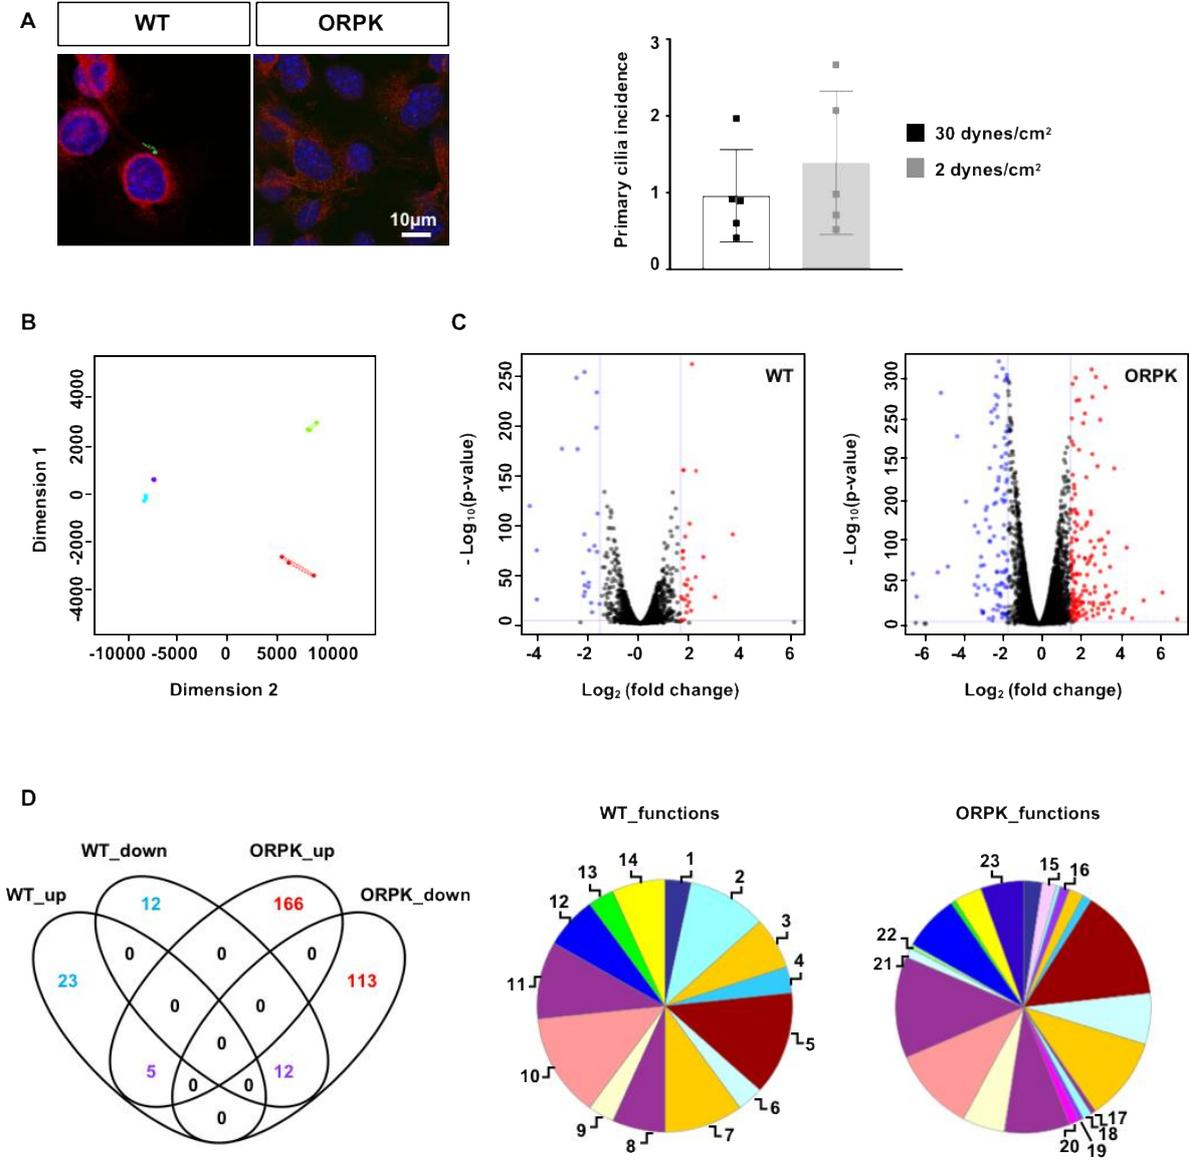 A
WT
ORPK
10µm
Primary cilia incidence
3
2
1
0
30 dynes/cm²
2 dynes/cm²
B
Dimension 1
4000
2000
0
-2000
-4000
-10000 -5000 0 5000 10000
Dimension 2
C
WT
- Log₁₀(p-value)
250
200
150
100
50
0
-4 -2 -0 2 4 6
Log₂ (fold change)
ORPK
- Log₁₀(p-value)
300
250
150
200
100
50
0
-6 -4 -2 0 2 4 6
Log₂ (fold change)
D
WT_down
ORPK_up
WT_up
ORPK_down
12
166
0
0
0
23
113
0
0
0
5
12
0
0
0
WT_functions
1
2
3
4
5
6
7
8
9
10
11
12
13
14
ORPK_functions
23
15
16
17
18
19
20
21
22